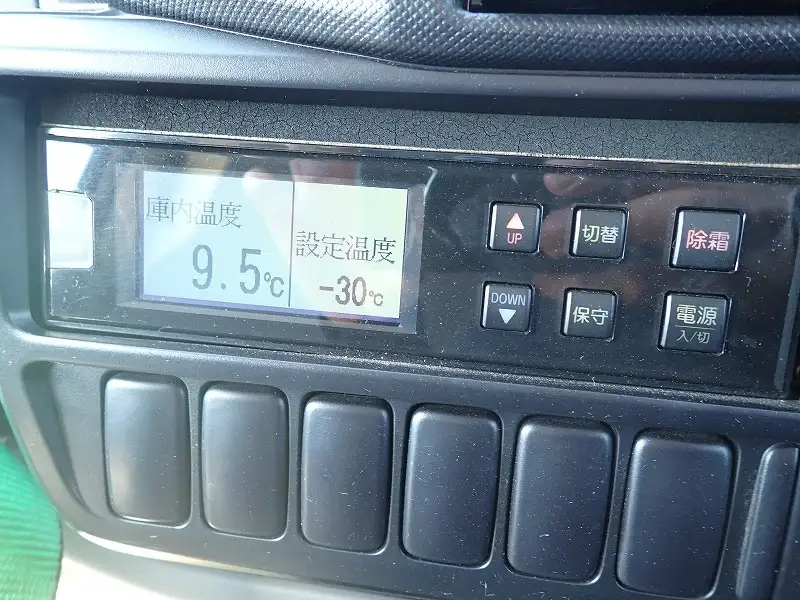 庫内温度
9.5℃
設定温度
-30℃
▲
UP
切替
除霜
DOWN
▼
保守
電源
入/切